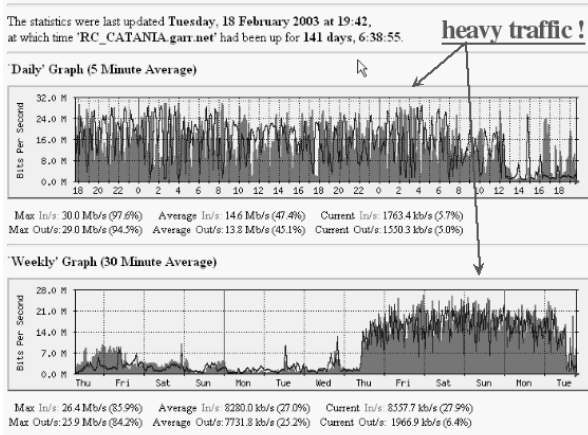 The statistics were last updated Tuesday, 18 February 2003 at 19:42,
at which time 'RC_CATANIA.garr.net' had been up for 141 days, 6:38:55.
heavy traffic !
`Daily' Graph (5 Minute Average)
Bits Per Second
32.0 M
24.0 M
16.0 M
8.0 M
0.0 M
18 20 22 0 2 4 6 8 10 12 14 16 18 20 22 0 2 4 6 8 10 12 14 16 18
Max In/s: 30.0 Mb/s (97.6%) Average In/s: 14.6 Mb/s (47.4%) Current In/s: 1763.4 kb/s (5.7%)
Max Out/s: 29.0 Mb/s (94.5%) Average Out/s: 13.8 Mb/s (45.1%) Current Out/s: 1550.3 kb/s (5.0%)
`Weekly' Graph (30 Minute Average)
Bits Per Second
28.0 M
21.0 M
14.0 M
7.0 M
0.0 M
Thu Fri Sat Sun Mon Tue Wed Thu Fri Sat Sun Mon Tue
Max In/s: 26.4 Mb/s (85.9%) Average In/s: 8280.0 kb/s (27.0%) Current In/s: 8557.7 kb/s (27.9%)
Max Out/s: 25.9 Mb/s (84.2%) Average Out/s: 7731.8 kb/s (25.2%) Current Out/s: 1966.9 kb/s (6.4%)